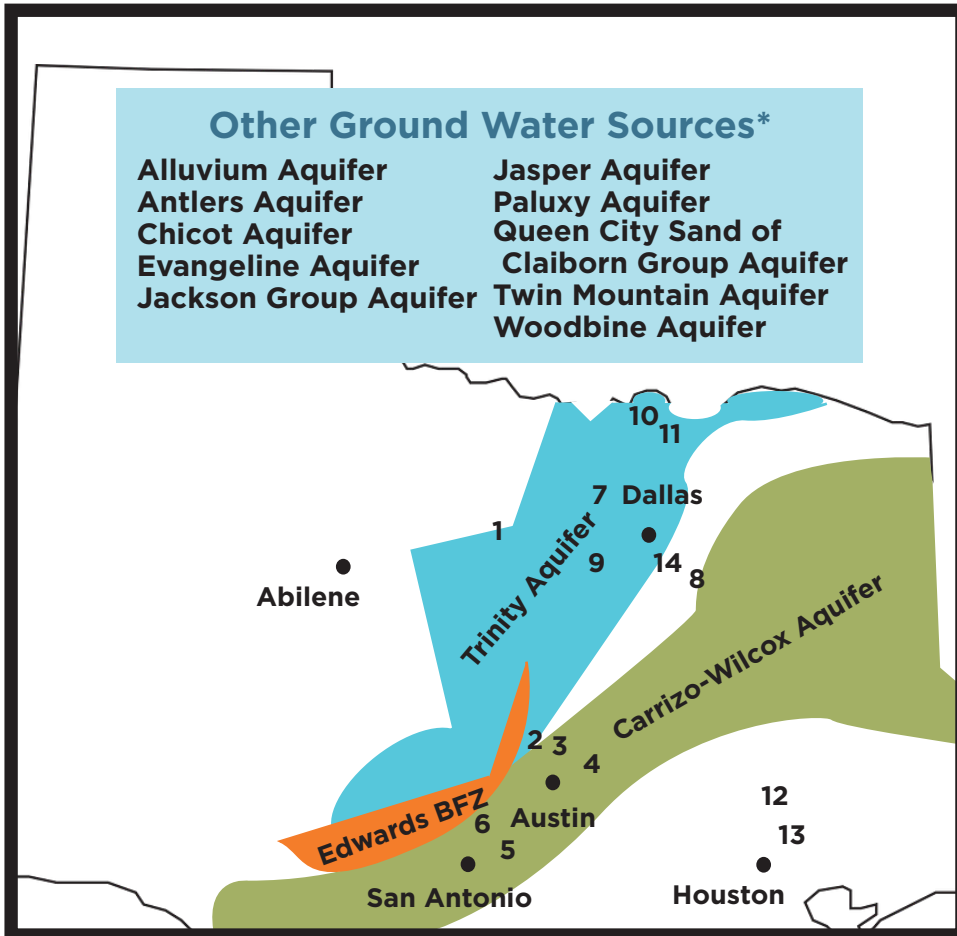 Other Ground Water Sources*
Alluvium Aquifer
Antlers Aquifer
Chicot Aquifer
Evangeline Aquifer
Jackson Group Aquifer
Jasper Aquifer
Paluxy Aquifer
Queen City Sand of
Claiborn Group Aquifer
Twin Mountain Aquifer
Woodbine Aquifer
10
11
7
Dallas
1
9
14
8
Abilene
Trinity Aquifer
Carrizo-Wilcox Aquifer
2
3
4
Austin
Edwards BFZ
6
5
San Antonio
12
13
Houston